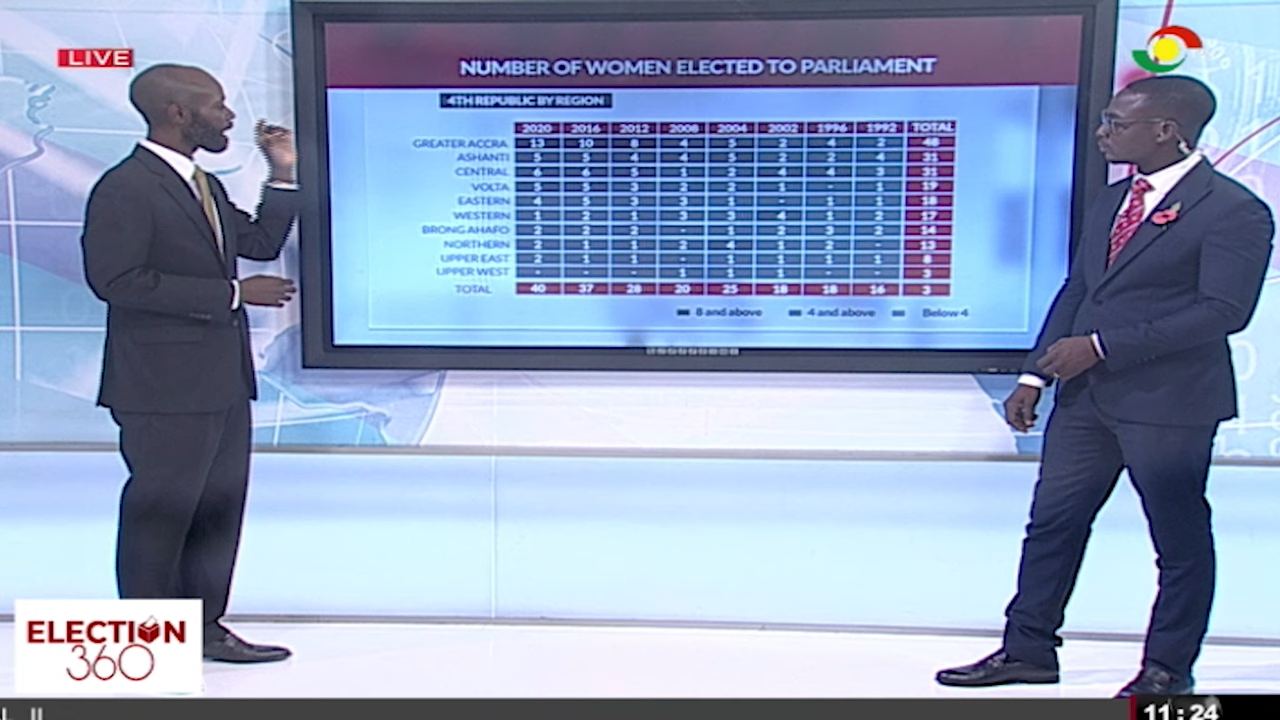 LIVE
NUMBER OF WOMEN ELECTED TO PARLIAMENT
4TH REPUBLIC BY REGION
2020 2016 2012 2008 2004 2002 1996 1992 TOTAL
GREATER ACCRA 13 10 8 4 5 2 4 2 48
ASHANTI 5 5 4 4 5 2 2 4 31
CENTRAL 6 6 5 1 2 4 4 3 31
VOLTA 5 5 3 2 2 1 - 1 19
EASTERN 4 5 3 3 1 - 1 1 18
WESTERN 1 2 1 3 3 4 1 2 17
BRONG AHAFO 2 2 2 - 1 2 3 2 14
NORTHERN 2 1 1 2 4 1 2 - 13
UPPER EAST 2 1 1 - 1 1 1 1 8
UPPER WEST - - - 1 1 1 - - 3
TOTAL 40 37 28 20 25 18 18 16 3
8 and above 4 and above Below 4
ELECTION
360
11:24